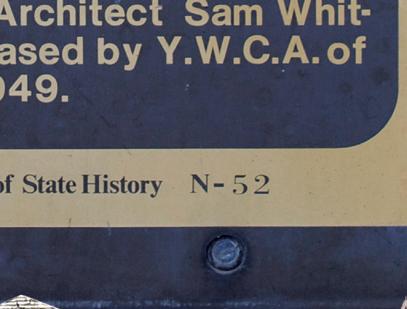 Architect Sam Whit-
ased by Y.W.C.A. of
949.
of State History N-52